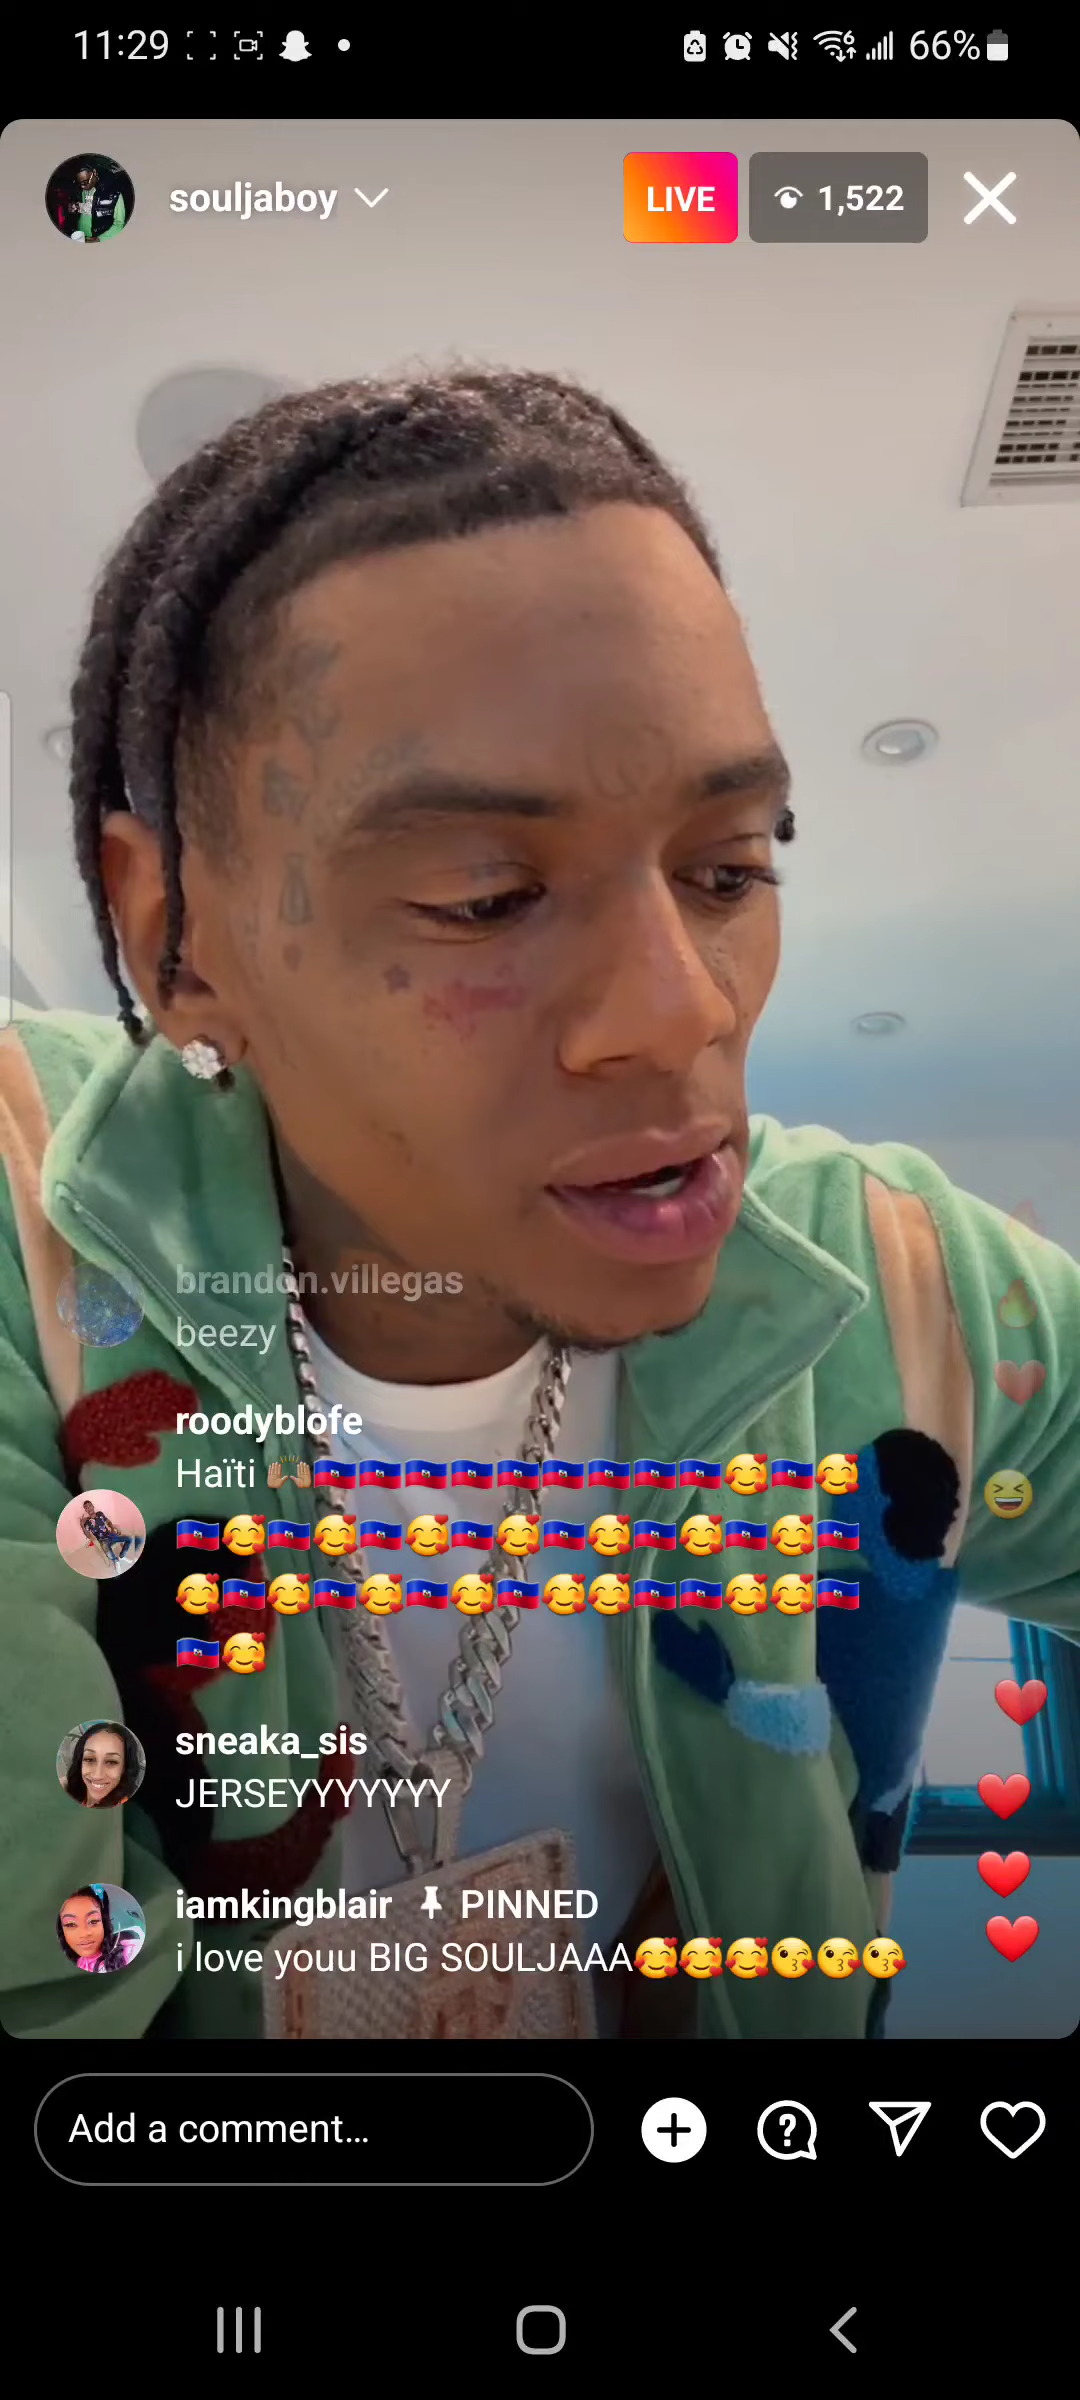 11:29 66%
souljaboy LIVE 1,522
brandon.villegas
beezy
roodyblofe
Haïti 🙌🏽🇭🇹🇭🇹🇭🇹🇭🇹🇭🇹🇭🇹🇭🇹🇭🇹🇭🇹🥰🇭🇹🥰
🇭🇹🥰🇭🇹🥰🇭🇹🥰🇭🇹🥰🇭🇹🥰🇭🇹🥰🇭🇹🥰🇭🇹
🥰🇭🇹🥰🇭🇹🥰🇭🇹🥰🇭🇹🥰🥰🇭🇹🇭🇹🥰🥰🇭🇹
🇭🇹🥰
sneaka_sis
JERSEYYYYYYY
iamkingblair PINNED
i love youu BIG SOULJAAA🥰🥰🥰😘😘😘
Add a comment...